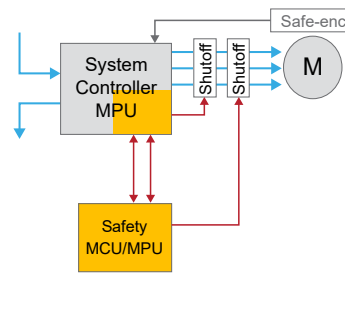 Safe-enc
System
Controller
MPU
Shutoff
Shutoff
M
Safety
MCU/MPU